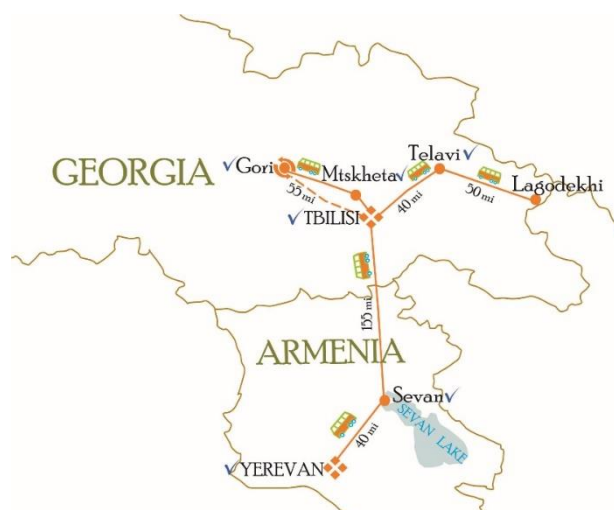 Telavi
GEORGIA
Gori
Mtskheta
Lagodekhi
55 mi
TBILISI
40 mi
50 mi
155 mi
ARMENIA
Sevan
SEVAN LAKE
40 mi
YEREVAN